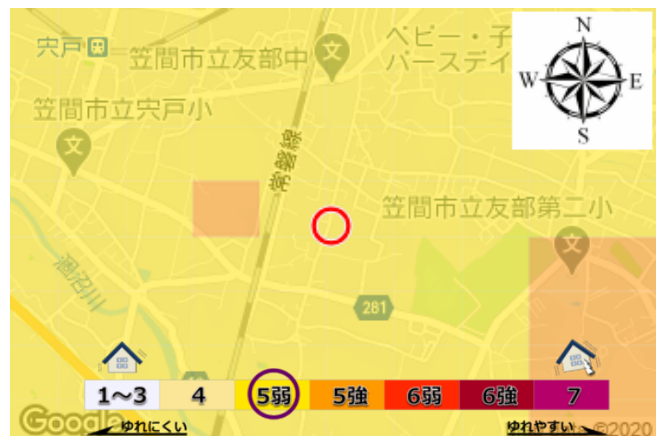 N
宍戸
笠間市立友部中
ベビー・子
バースデイ
W
E
S
笠間市立宍戸小
文
文
常磐線
笠間市立友部第二小
文
涸沼川
281
1～3
4
5弱
5強
6弱
6強
7
Google
ゆれにくい
ゆれやすい
©2020